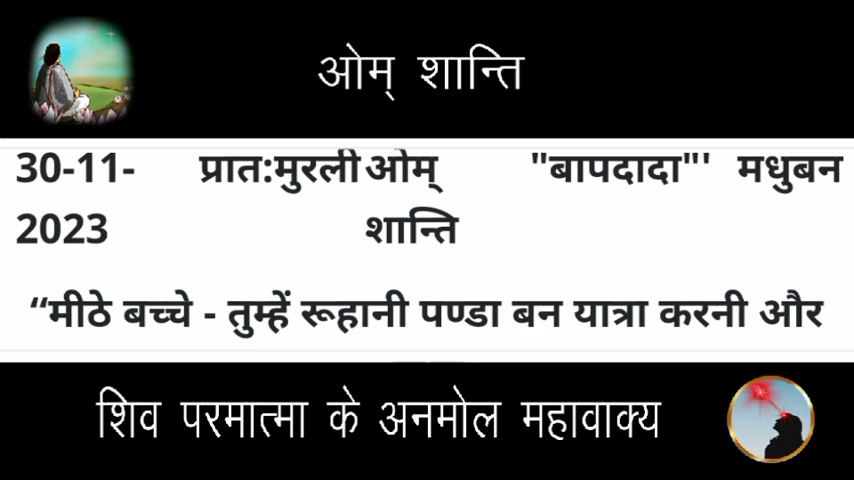 ओम् शान्ति
30-11-2023 प्रात:मुरली ओम् शान्ति "बापदादा"' मधुबन
“मीठे बच्चे - तुम्हें रूहानी पण्डा बन यात्रा करनी और
शिव परमात्मा के अनमोल महावाक्य